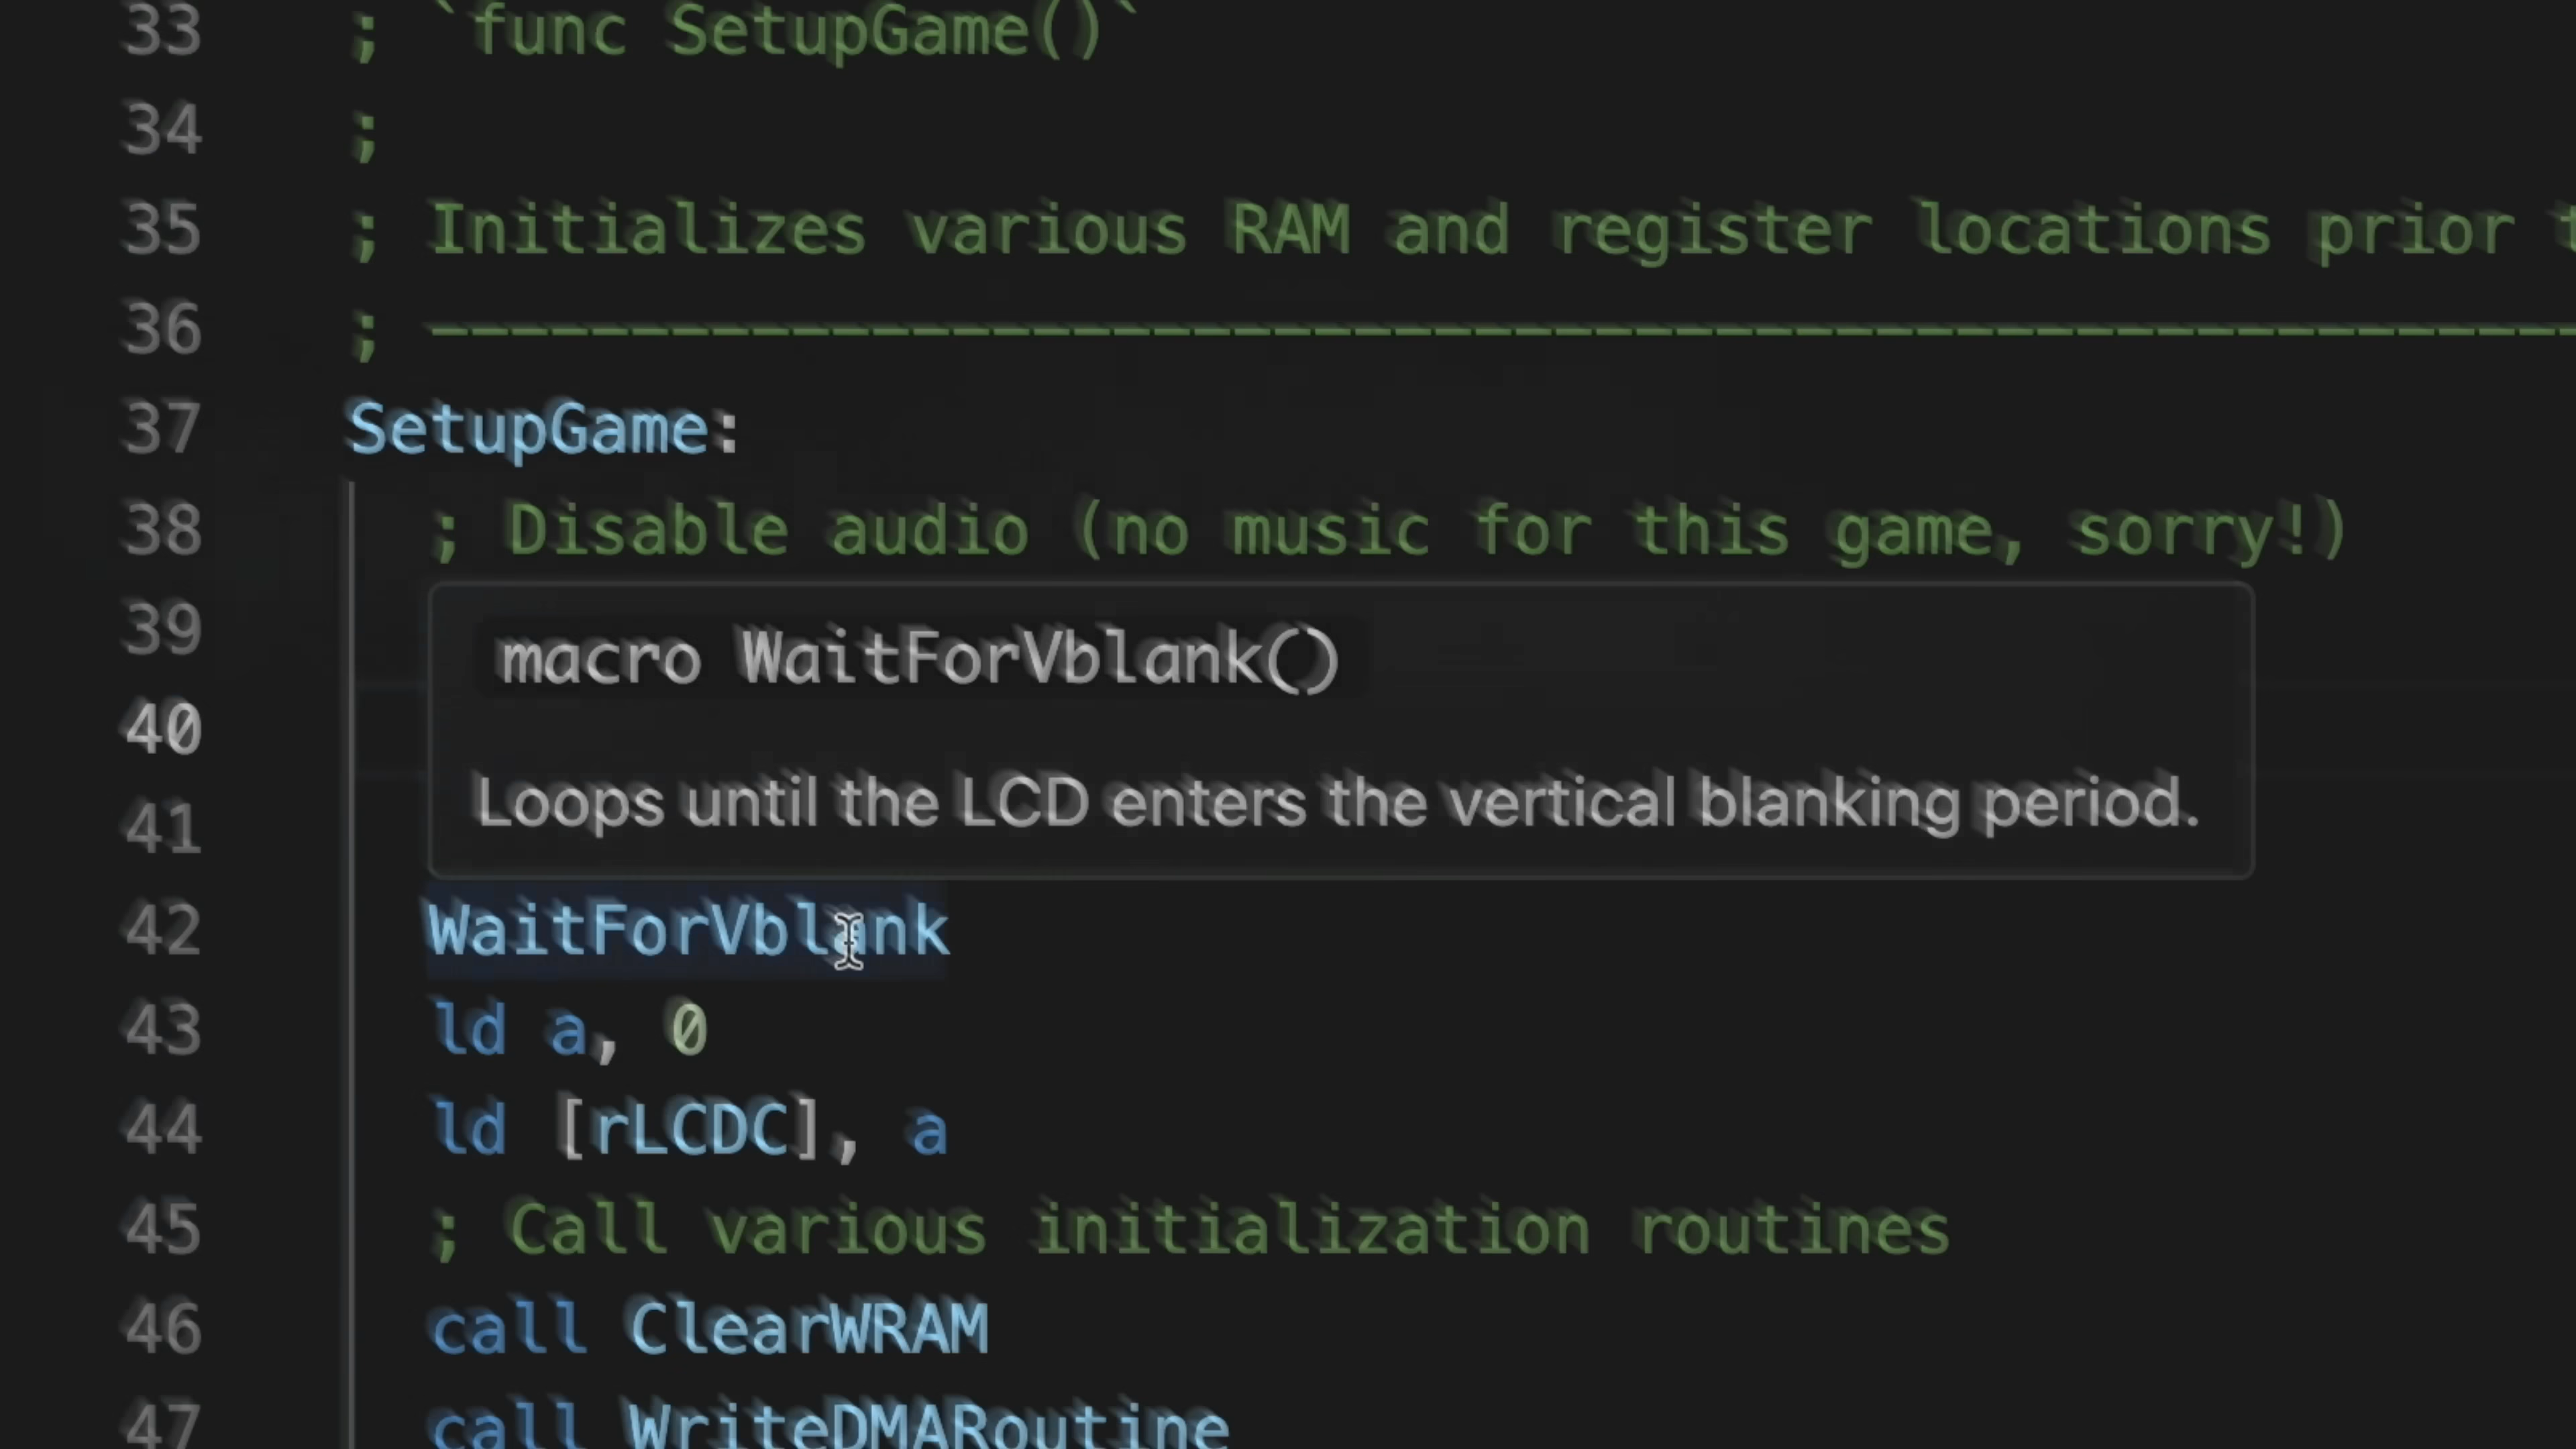 33 ; `func SetupGame()`
34 ;
35 ; Initializes various RAM and register locations prior
36 ; ------------------------------------------------------
37 SetupGame:
38 ; Disable audio (no music for this game, sorry!)
39
macro WaitForVblank()
40
Loops until the LCD enters the vertical blanking period.
41
42 WaitForVblank
43 ld a, 0
44 ld [rLCDC], a
45 ; Call various initialization routines
46 call ClearWRAM
47 call WriteDMARoutine